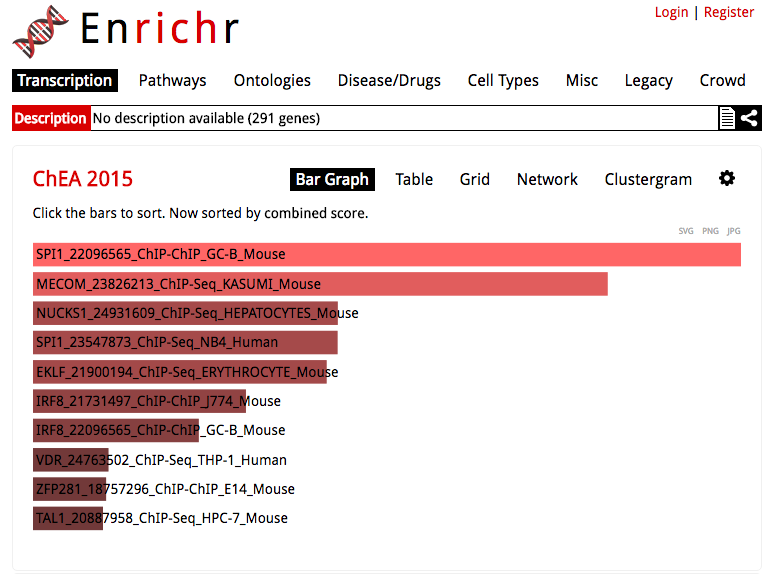 Login | Register
Enrichr
Transcription Pathways Ontologies Disease/Drugs Cell Types Misc Legacy Crowd
Description No description available (291 genes)
ChEA 2015 Bar Graph Table Grid Network Clustergram
Click the bars to sort. Now sorted by combined score.
SVG PNG JPG
SPI1_22096565_ChIP-ChIP_GC-B_Mouse
MECOM_23826213_ChIP-Seq_KASUMI_Mouse
NUCKS1_24931609_ChIP-Seq_HEPATOCYTES_Mouse
SPI1_23547873_ChIP-Seq_NB4_Human
EKLF_21900194_ChIP-Seq_ERYTHROCYTE_Mouse
IRF8_21731497_ChIP-ChIP_J774_Mouse
IRF8_22096565_ChIP-ChIP_GC-B_Mouse
VDR_24763502_ChIP-Seq_THP-1_Human
ZFP281_18757296_ChIP-ChIP_E14_Mouse
TAL1_20887958_ChIP-Seq_HPC-7_Mouse